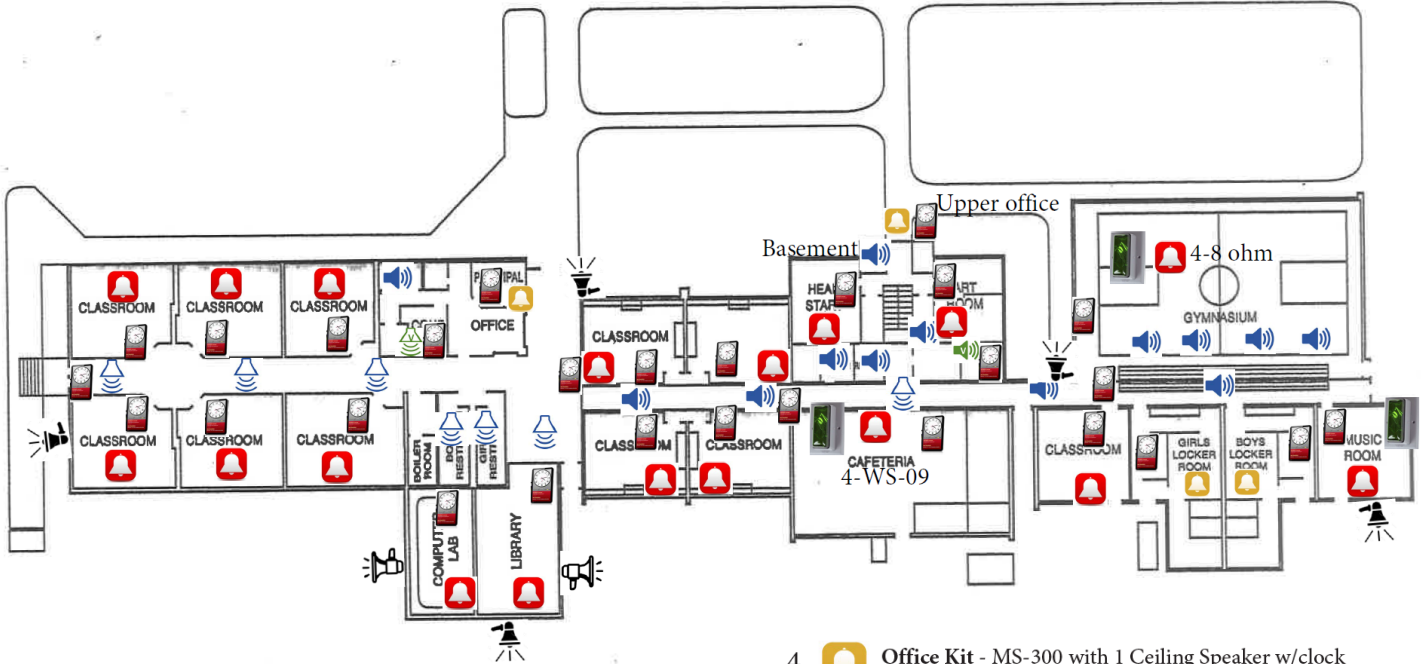 Upper office
Basement
4-8 ohm
CLASSROOM
CLASSROOM
CLASSROOM
OFFICE
CLASSROOM
GYMNASIUM
CLASSROOM
CLASSROOM
CLASSROOM
BOILER
ROOM
CLASSROOM
CAFETERIA
4-WS-09
GIRLS
LOCKER
ROOM
BOYS
LOCKER
ROOM
MUSIC
ROOM
LAB
LIBRARY
4
Office Kit - MS-300 with 1 Ceiling Speaker w/clock